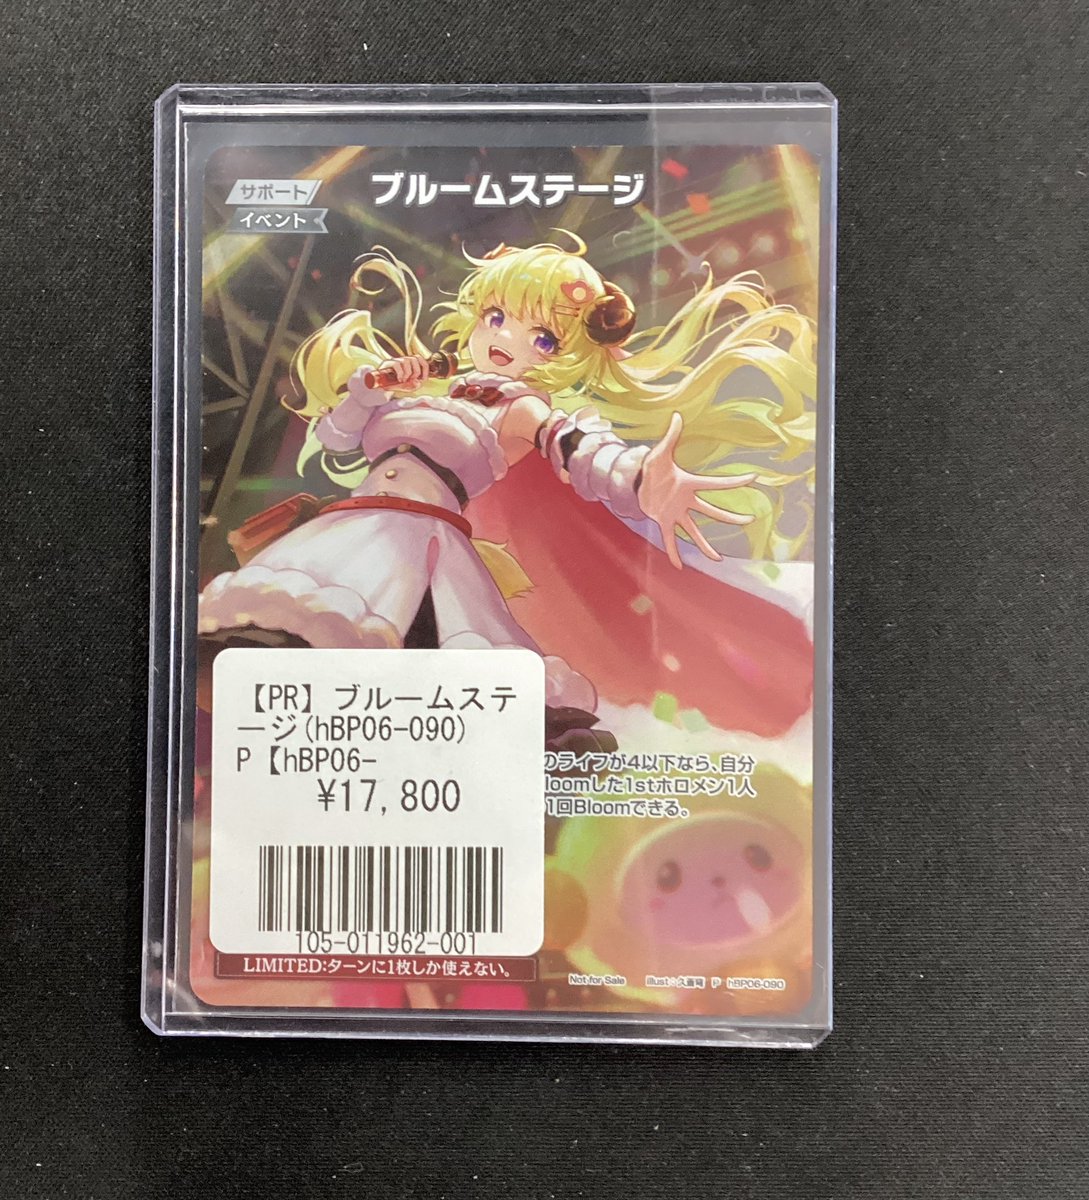 サポート
イベント
ブルームステージ
【PR】ブルームステ
ージ(hBP06-090)
P【hBP06-
¥17,800
105-011962-001
のライフが4以下なら、自分
loomした1stホロメン1人
1回Bloomできる。
LIMITED:ターンに1枚しか使えない。
Not for Sale illust:久蒼穹 P hBP06-090